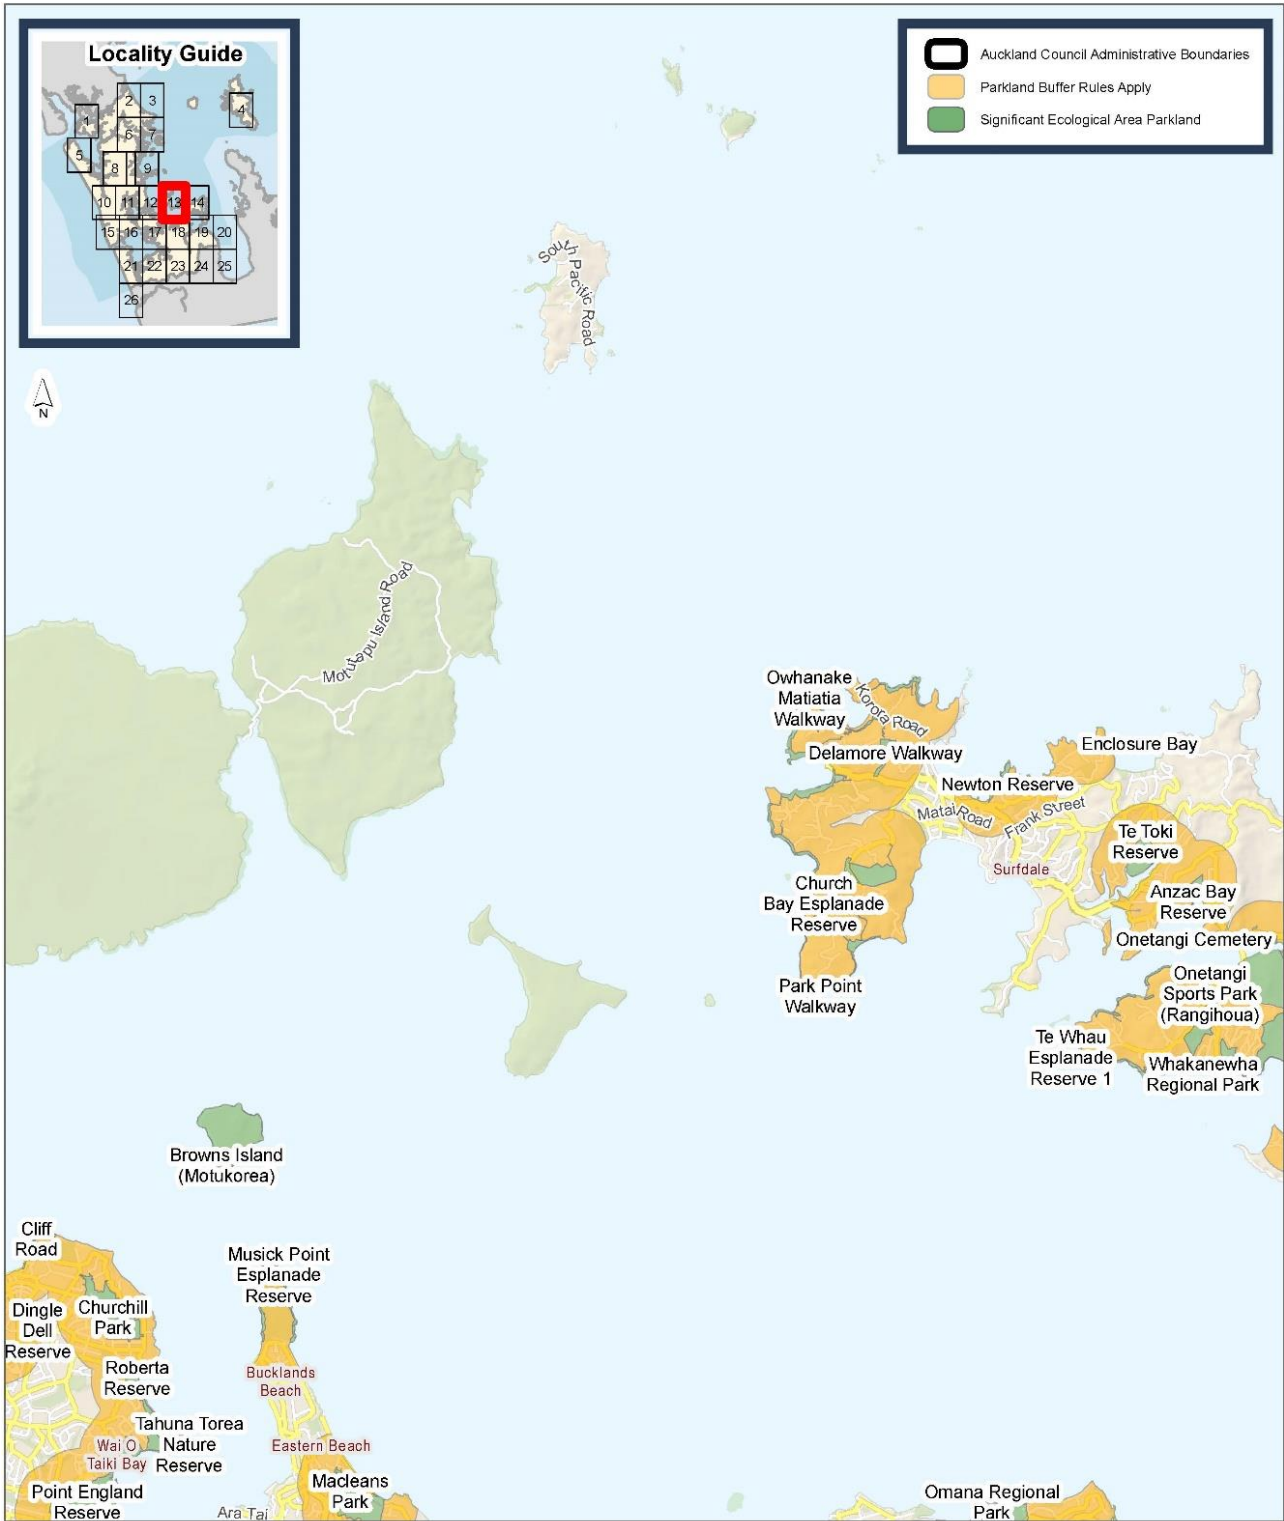 Locality Guide
2 3
4
1
6 7
5
8 9
10 11 12 13 14
15 16 17 18 19 20
21 22 23 24 25
26
Auckland Council Administrative Boundaries
Parkland Buffer Rules Apply
Significant Ecological Area Parkland
N
South Pacific Road
Motutapu Island Road
Owhanake
Matiatia
Walkway
Korora Road
Delamore Walkway
Enclosure Bay
Newton Reserve
Matai Road
Frank Street
Te Toki
Reserve
Surfdale
Church
Bay Esplanade
Reserve
Anzac Bay
Reserve
Onetangi Cemetery
Park Point
Walkway
Onetangi
Sports Park
(Rangihoua)
Te Whau
Esplanade
Reserve 1
Whakanewha
Regional Park
Browns Island
(Motukorea)
Cliff
Road
Musick Point
Esplanade
Reserve
Dingle
Dell
Reserve
Churchill
Park
Roberta
Reserve
Bucklands
Beach
Tahuna Torea
Nature
Reserve
Wai O
Taiki Bay
Eastern Beach
Point England
Reserve
Macleans
Park
Ara Tai
Omana Regional
Park